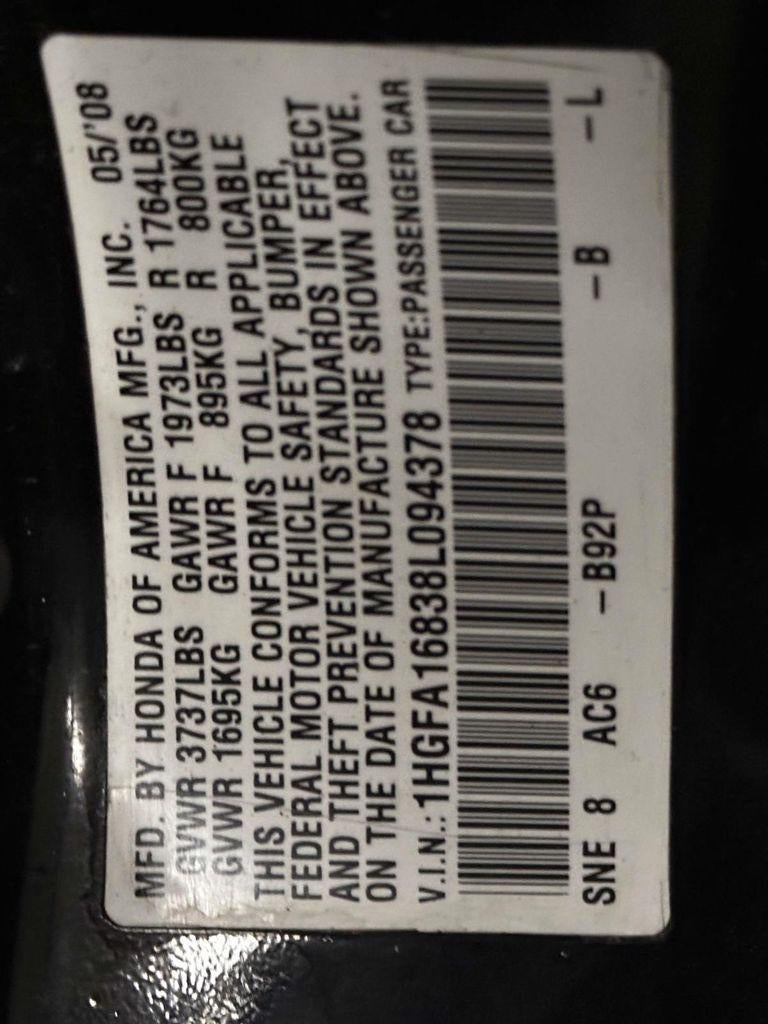 MFD. BY HONDA OF AMERICA MFG., INC. 05/'08
GVWR 3737LBS GAWR F 1973LBS R 1764LBS
GVWR 1695KG GAWR F 895KG R 800KG
THIS VEHICLE CONFORMS TO ALL APPLICABLE
FEDERAL MOTOR VEHICLE SAFETY, BUMPER,
AND THEFT PREVENTION STANDARDS IN EFFECT
ON THE DATE OF MANUFACTURE SHOWN ABOVE.
V.I.N.:1HGFA16838L094378 TYPE:PASSENGER CAR
SNE 8 AC6 -B92P -B -L